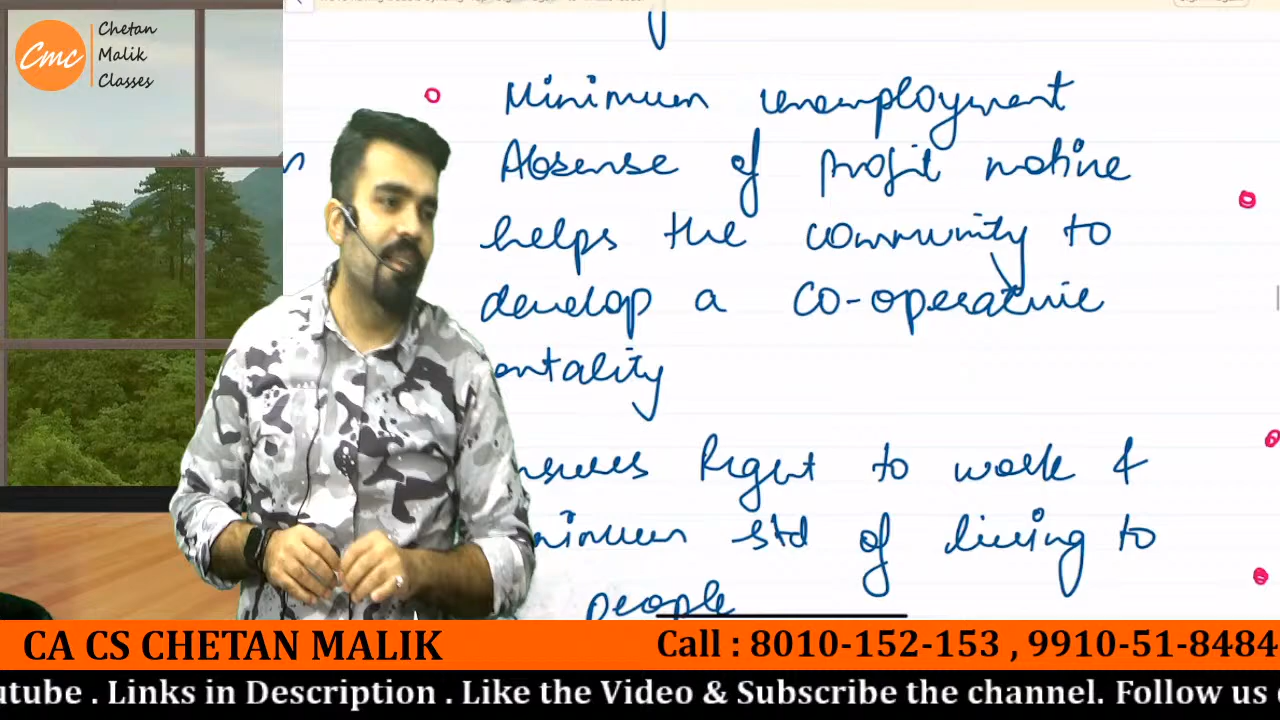 Chetan
Malik
Classes
Cmc
Minimum unemployment
Absense of profit motive
helps the community to
develop a co-operative
entality
nsures Right to work &
inimum std of living to
people
CA CS CHETAN MALIK
Call : 8010-152-153 , 9910-51-8484
utube . Links in Description . Like the Video & Subscribe the channel. Follow us